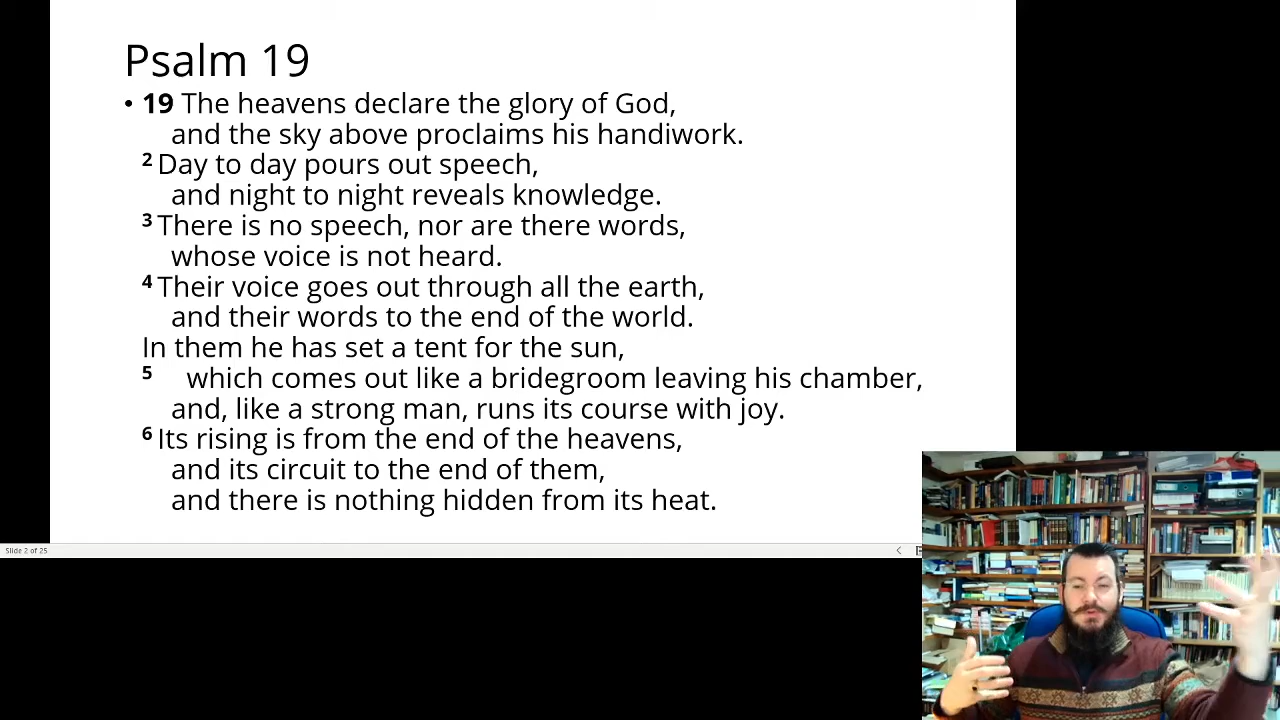 Psalm 19
• 19 The heavens declare the glory of God,
and the sky above proclaims his handiwork.
2 Day to day pours out speech,
and night to night reveals knowledge.
3 There is no speech, nor are there words,
whose voice is not heard.
4 Their voice goes out through all the earth,
and their words to the end of the world.
In them he has set a tent for the sun,
5 which comes out like a bridegroom leaving his chamber,
and, like a strong man, runs its course with joy.
6 Its rising is from the end of the heavens,
and its circuit to the end of them,
and there is nothing hidden from its heat.
Slide 2 of 25